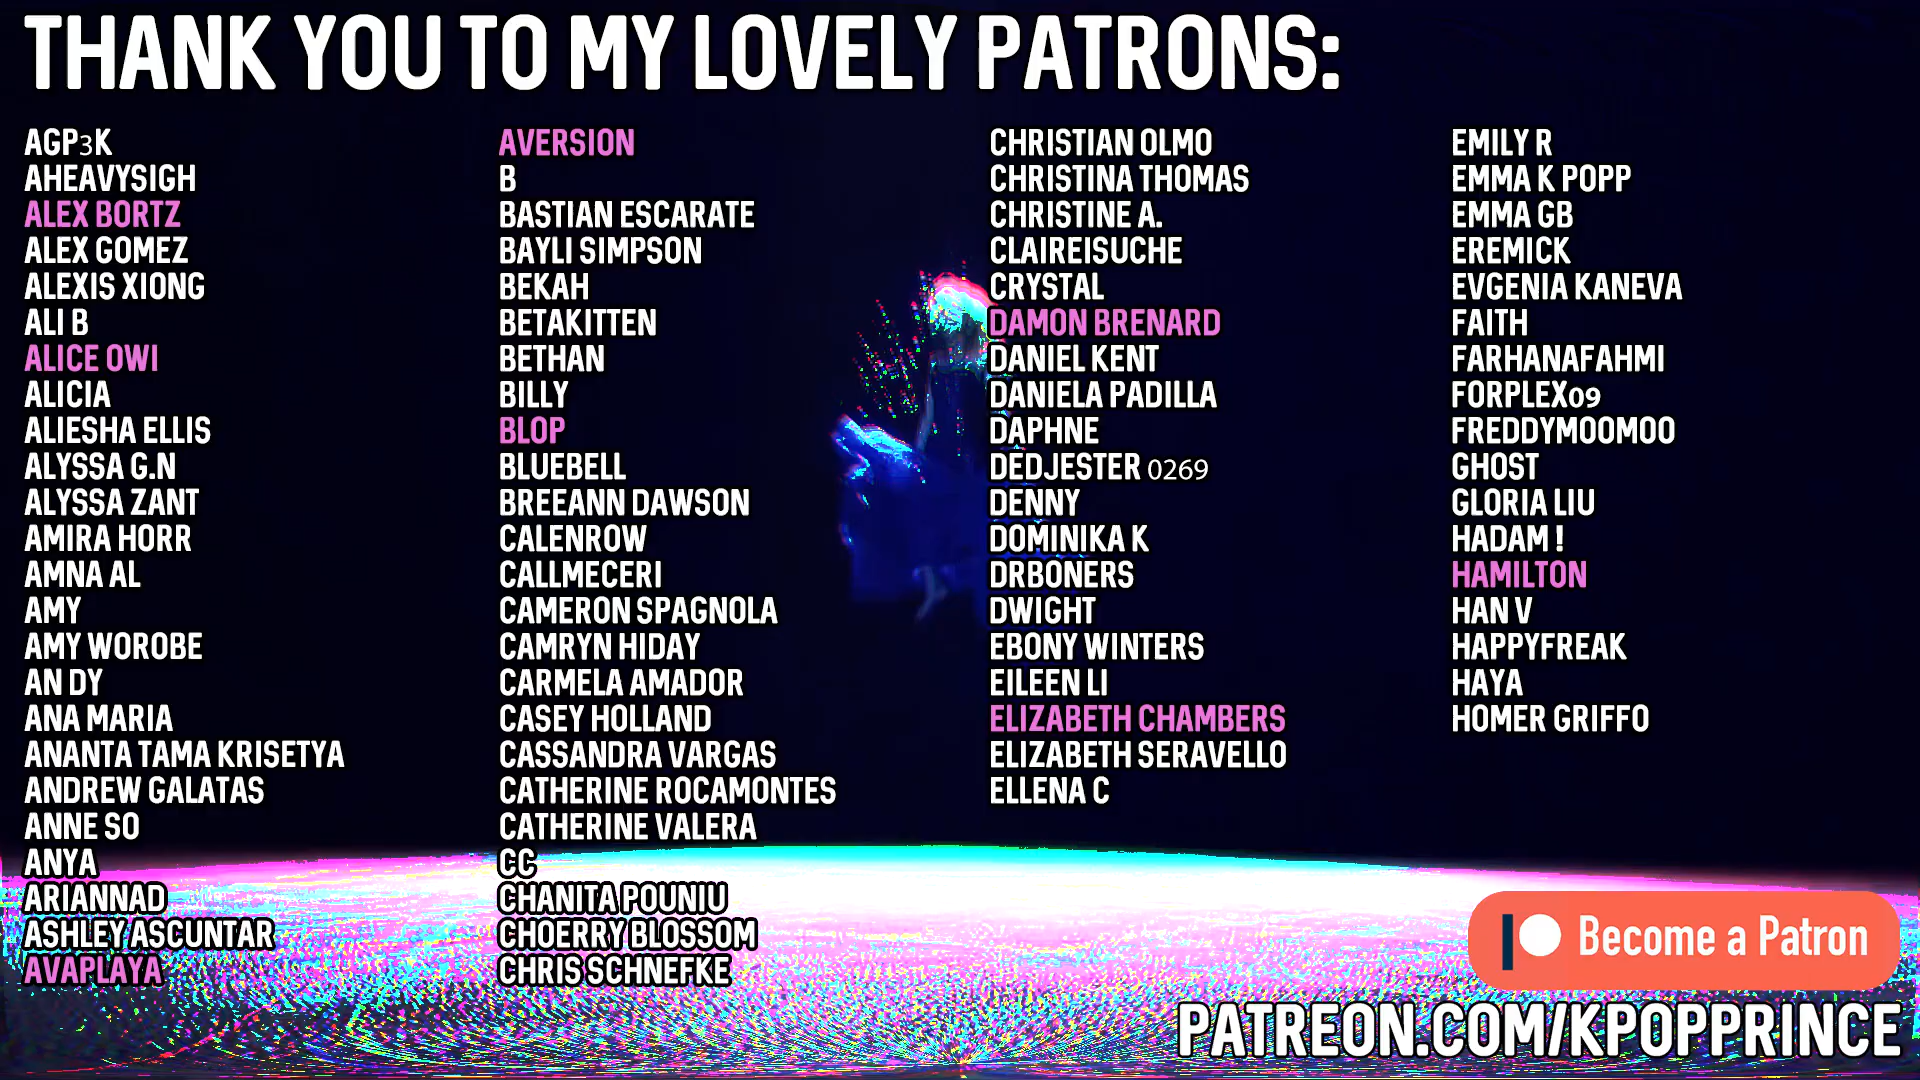 THANK YOU TO MY LOVELY PATRONS:
AGP3K
AHEAVYSIGH
ALEX BORTZ
ALEX GOMEZ
ALEXIS XIONG
ALI B
ALICE OWI
ALICIA
ALIESHA ELLIS
ALYSSA G.N
ALYSSA ZANT
AMIRA HORR
AMNA AL
AMY
AMY WOROBE
AN DY
ANA MARIA
ANANTA TAMA KRISETYA
ANDREW GALATAS
ANNE SO
ANYA
ARIANNAD
ASHLEY ASCUNTAR
AVAPLAYA
AVERSION
B
BASTIAN ESCARATE
BAYLI SIMPSON
BEKAH
BETAKITTEN
BETHAN
BILLY
BLOP
BLUEBELL
BREEANN DAWSON
CALENROW
CALLMECERI
CAMERON SPAGNOLA
CAMRYN HIDAY
CARMELA AMADOR
CASEY HOLLAND
CASSANDRA VARGAS
CATHERINE ROCAMONTES
CATHERINE VALERA
CC
CHANITA POUNIU
CHOERRY BLOSSOM
CHRIS SCHNEFKE
CHRISTIAN OLMO
CHRISTINA THOMAS
CHRISTINE A.
CLAIREISUCHE
CRYSTAL
DAMON BRENARD
DANIEL KENT
DANIELA PADILLA
DAPHNE
DEDJESTER 0269
DENNY
DOMINIKA K
DRBONERS
DWIGHT
EBONY WINTERS
EILEEN LI
ELIZABETH CHAMBERS
ELIZABETH SERAVELLO
ELLENA C
EMILY R
EMMA K POPP
EMMA GB
EREMICK
EVGENIA KANEVA
FAITH
FARHANAFAHMI
FORPLEX09
FREDDYMOOMOO
GHOST
GLORIA LIU
HADAM !
HAMILTON
HAN V
HAPPYFREAK
HAYA
HOMER GRIFFO
Become a Patron
PATREON.COM/KPOPPRINCE